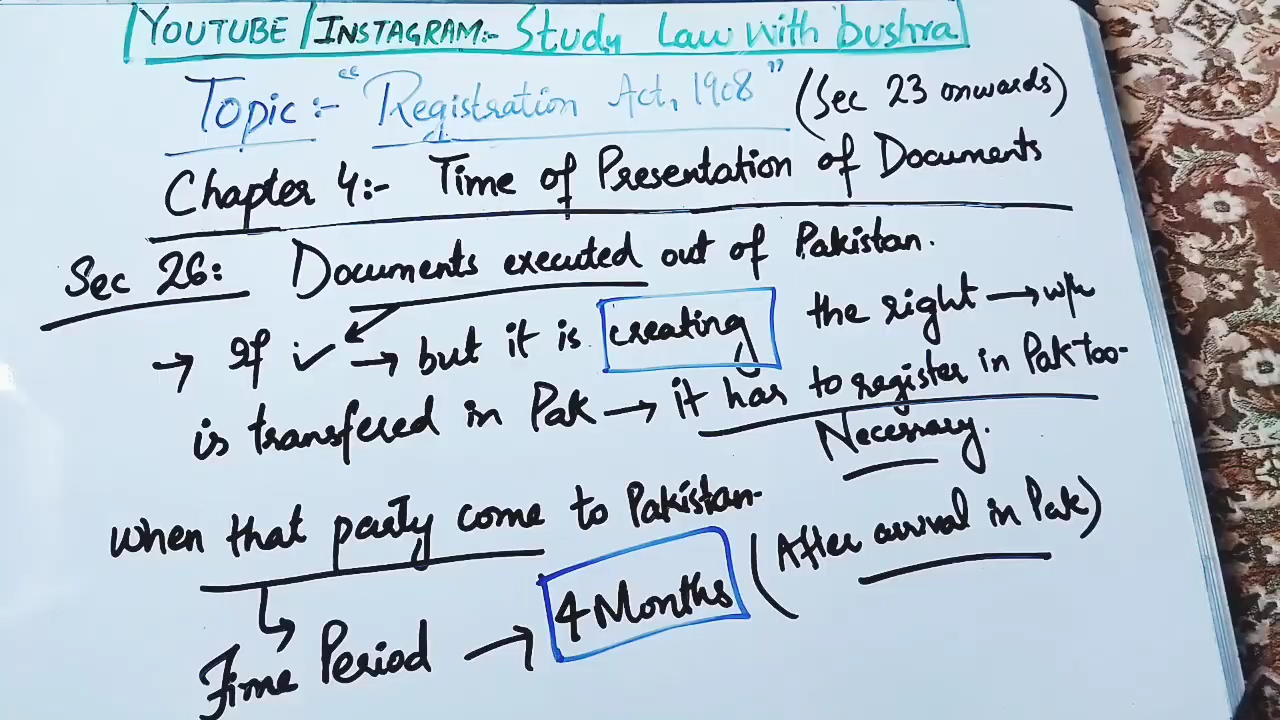 YOUTUBE / INSTAGRAM:- Study Law with bushra
Topic:- "Registration Act, 1908" (Sec 23 onwards)
Chapter 4:- Time of Presentation of Documents
Sec 26: Documents executed out of Pakistan.
→ If ✓ → but it is creating the right → w/h
is transfered in Pak → it has to register in Pak too-
Necessary.
when that party come to Pakistan-
Time Period → 4 Months (After arrival in Pak)